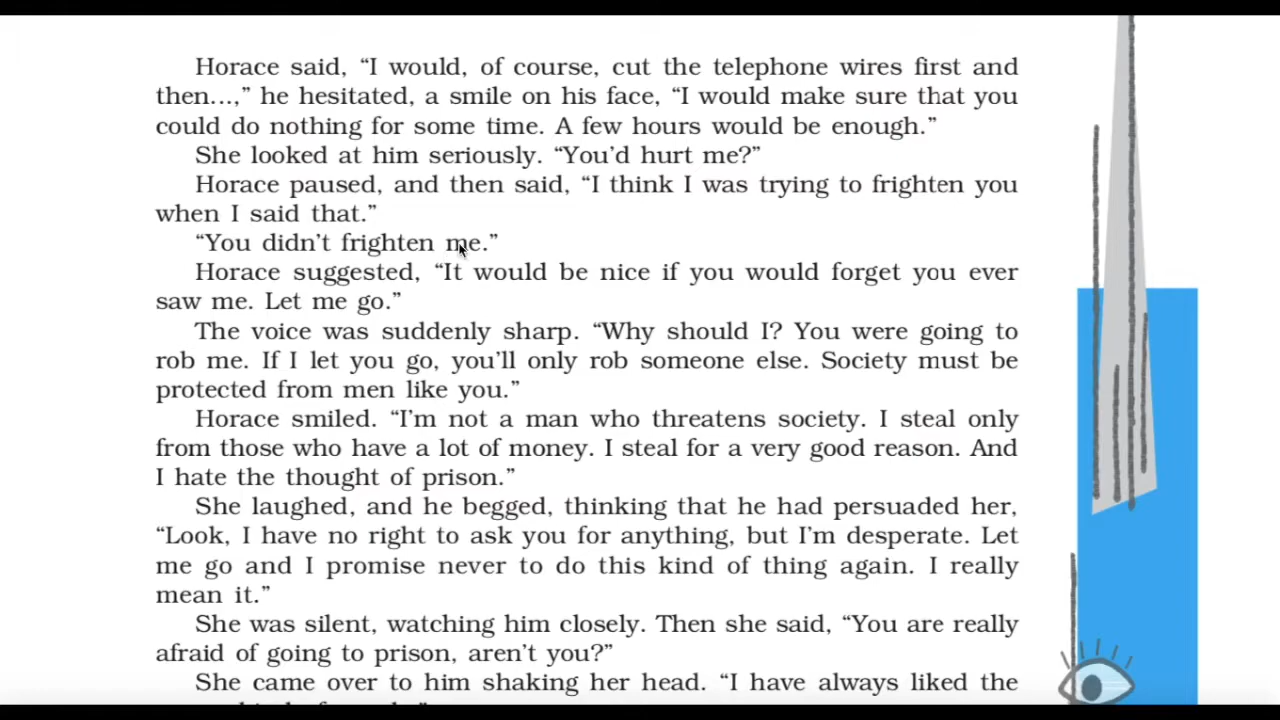 Horace said, “I would, of course, cut the telephone wires first and
then...,” he hesitated, a smile on his face, “I would make sure that you
could do nothing for some time. A few hours would be enough.”
She looked at him seriously. “You’d hurt me?”
Horace paused, and then said, “I think I was trying to frighten you
when I said that.”
“You didn’t frighten me.”
Horace suggested, “It would be nice if you would forget you ever
saw me. Let me go.”
The voice was suddenly sharp. “Why should I? You were going to
rob me. If I let you go, you’ll only rob someone else. Society must be
protected from men like you.”
Horace smiled. “I’m not a man who threatens society. I steal only
from those who have a lot of money. I steal for a very good reason. And
I hate the thought of prison.”
She laughed, and he begged, thinking that he had persuaded her,
“Look, I have no right to ask you for anything, but I’m desperate. Let
me go and I promise never to do this kind of thing again. I really
mean it.”
She was silent, watching him closely. Then she said, “You are really
afraid of going to prison, aren’t you?”
She came over to him shaking her head. “I have always liked the